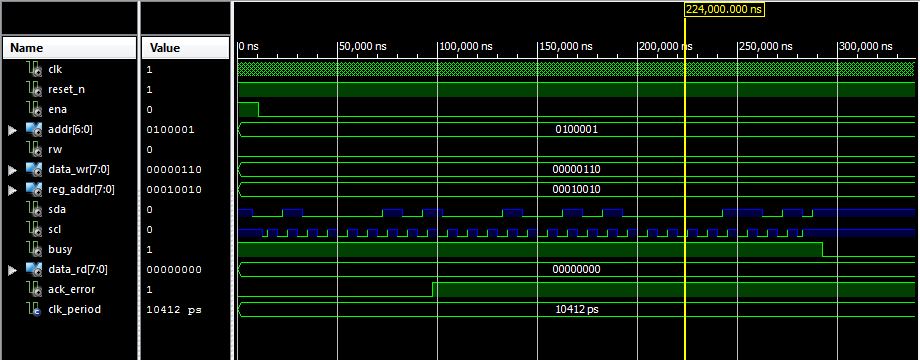 224,000.000 ns
Name Value 0 ns 50,000 ns 100,000 ns 150,000 ns 200,000 ns 250,000 ns 300,000 ns
clk 1
reset_n 1
ena 0
addr[6:0] 0100001 0100001
rw 0
data_wr[7:0] 00000110 00000110
reg_addr[7:0] 00010010 00010010
sda 0
scl 0
busy 1
data_rd[7:0] 00000000 00000000
ack_error 1
clk_period 10412 ps 10412 ps